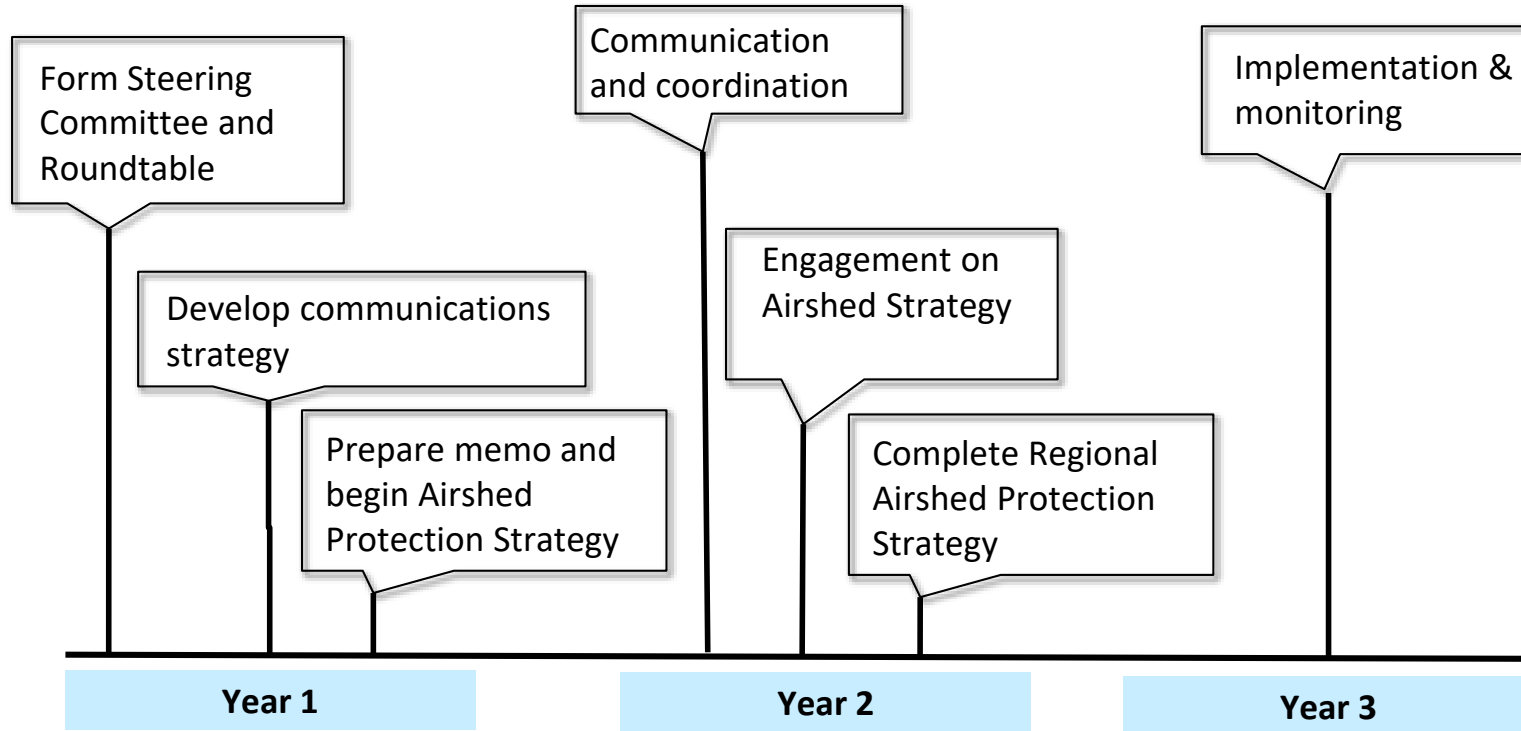 Form Steering
Committee and
Roundtable
Develop communications
strategy
Prepare memo and
begin Airshed
Protection Strategy
Communication
and coordination
Engagement on
Airshed Strategy
Complete Regional
Airshed Protection
Strategy
Implementation &
monitoring
Year 1
Year 2
Year 3